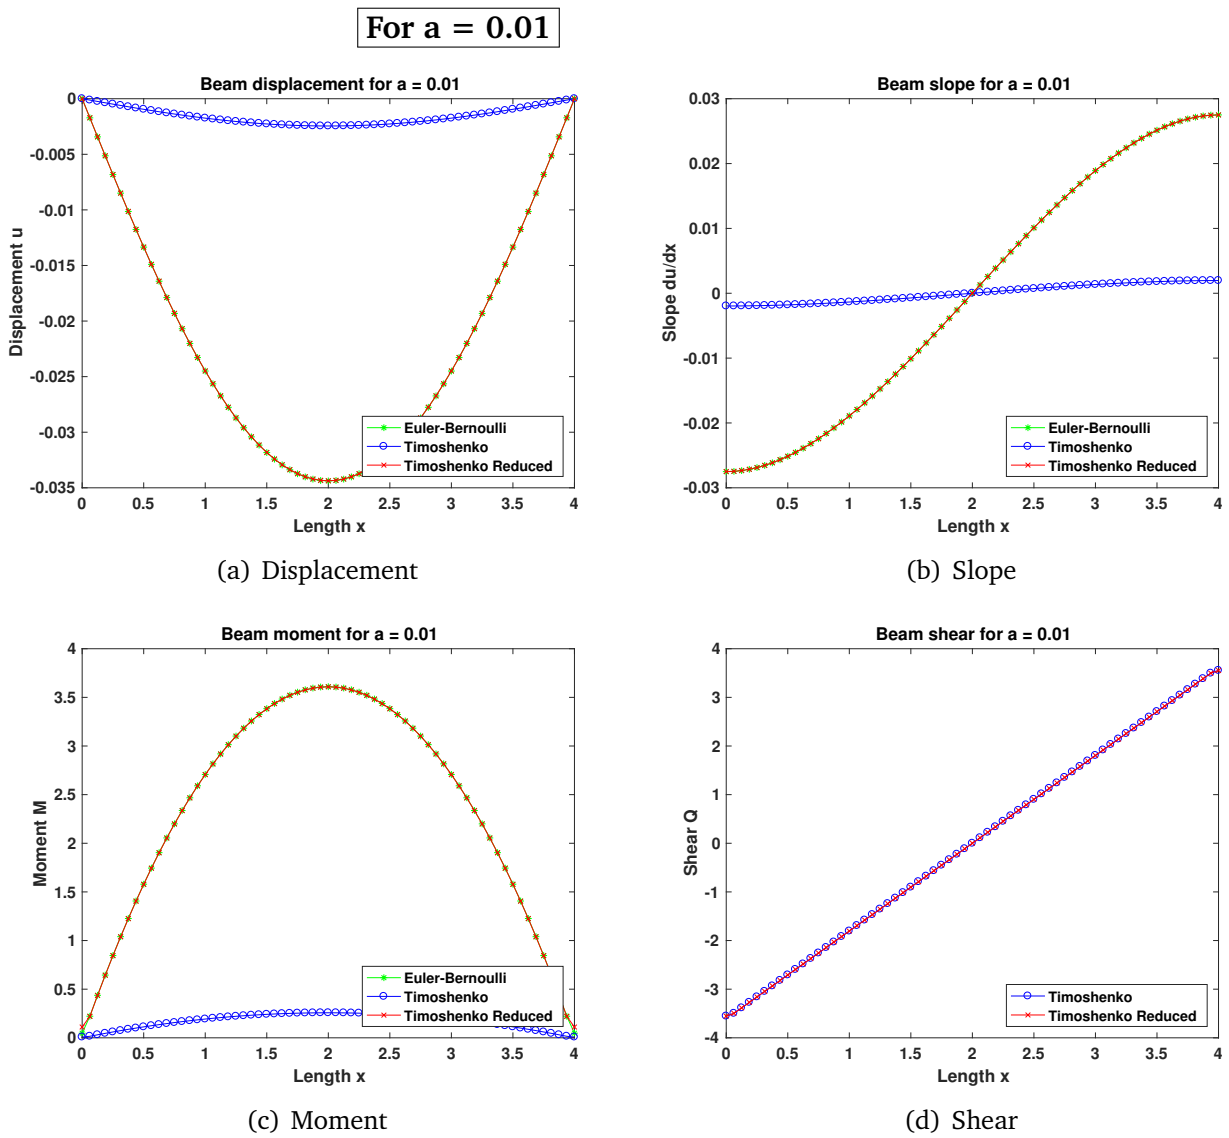 For a = 0.01
Beam displacement for a = 0.01
0
-0.005
-0.01
-0.015
-0.02
-0.025
-0.03
-0.035
Displacement u
0 0.5 1 1.5 2 2.5 3 3.5 4
Length x
Euler-Bernoulli
Timoshenko
Timoshenko Reduced
(a) Displacement
Beam slope for a = 0.01
0.03
0.02
0.01
0
-0.01
-0.02
-0.03
Slope du/dx
0 0.5 1 1.5 2 2.5 3 3.5 4
Length x
Euler-Bernoulli
Timoshenko
Timoshenko Reduced
(b) Slope
Beam moment for a = 0.01
4
3.5
3
2.5
2
1.5
1
0.5
0
Moment M
0 0.5 1 1.5 2 2.5 3 3.5 4
Length x
Euler-Bernoulli
Timoshenko
Timoshenko Reduced
(c) Moment
Beam shear for a = 0.01
4
3
2
1
0
-1
-2
-3
-4
Shear Q
0 0.5 1 1.5 2 2.5 3 3.5 4
Length x
Timoshenko
Timoshenko Reduced
(d) Shear